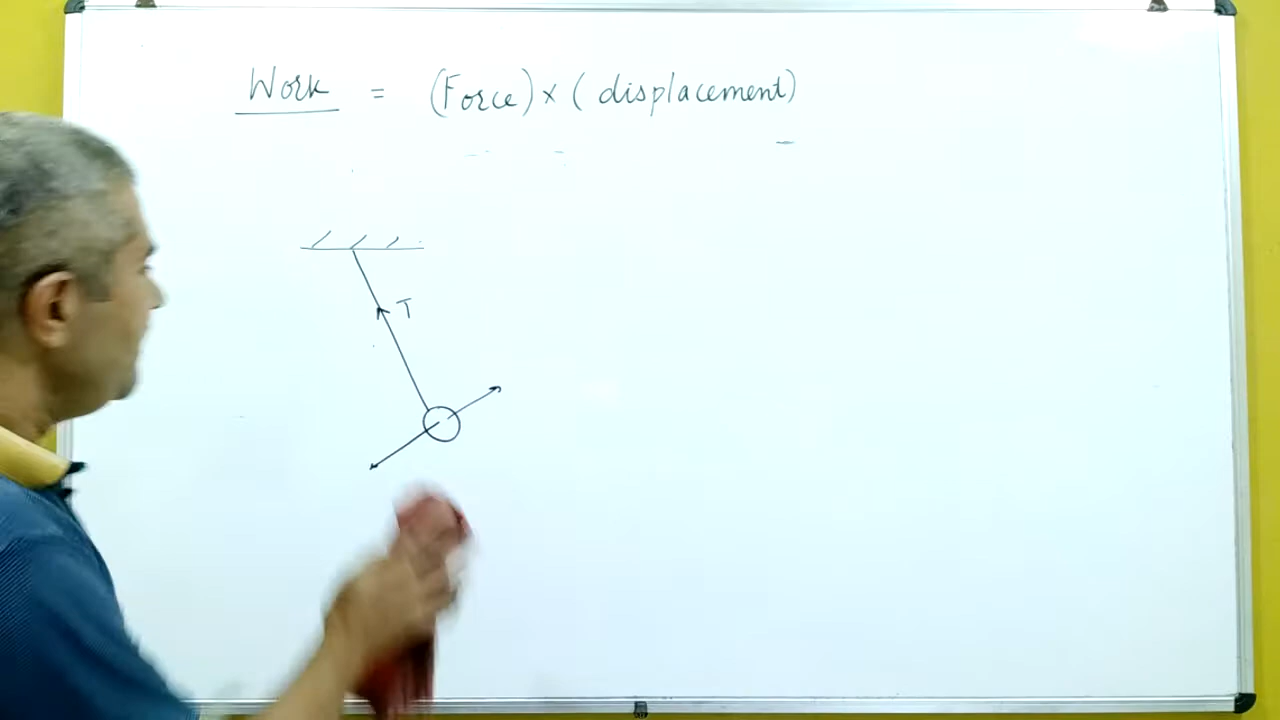 Work = (Force) × ( displacement)
T